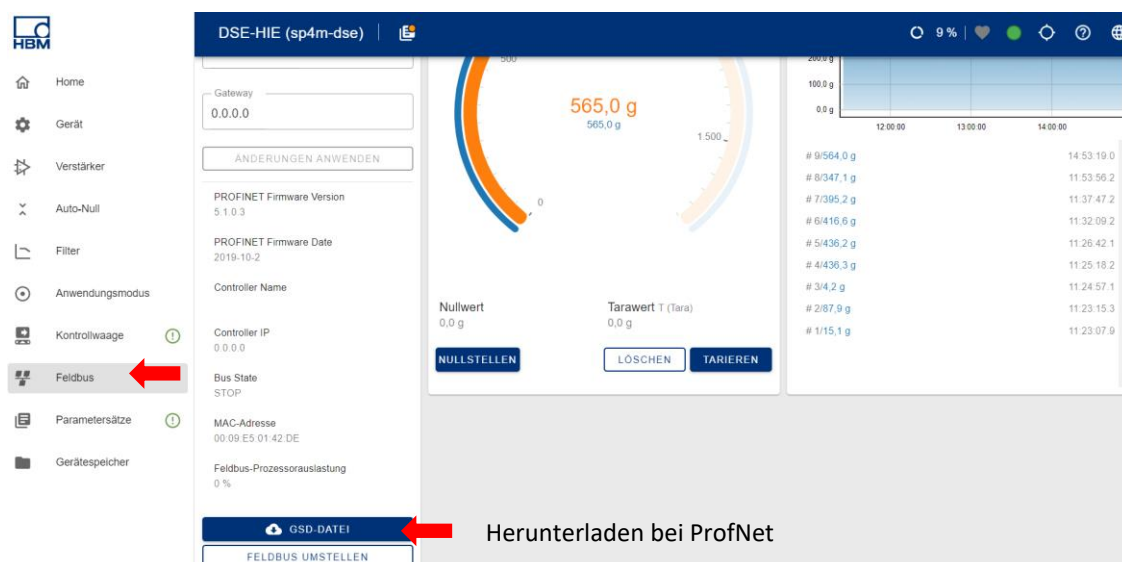 HBM
DSE-HIE (sp4m-dse)
9 %
Home
Gerät
Verstärker
Auto-Null
Filter
Anwendungsmodus
Kontrollwaage
Feldbus
Parametersätze
Gerätespeicher
Gateway
0.0.0.0
ÄNDERUNGEN ANWENDEN
PROFINET Firmware Version
5.1.0.3
PROFINET Firmware Date
2019-10-2
Controller Name
Controller IP
0.0.0.0
Bus State
STOP
MAC-Adresse
00:09:E5:01:42:DE
Feldbus-Prozessorauslastung
0 %
GSD-DATEI
FELDBUS UMSTELLEN
500
565,0 g
565,0 g
1.500
0
Nullwert
0,0 g
Tarawert T (Tara)
0,0 g
NULLSTELLEN
LÖSCHEN
TARIEREN
200,0 g
100,0 g
0,0 g
12:00:00 13:00:00 14:00:00
# 9/564,0 g 14:53:19.0
# 8/347,1 g 11:53:56.2
# 7/395,2 g 11:37:47.2
# 6/416,6 g 11:32:09.2
# 5/436,2 g 11:26:42.1
# 4/436,3 g 11:25:18.2
# 3/4,2 g 11:24:57.1
# 2/87,9 g 11:23:15.3
# 1/15,1 g 11:23:07.9
Herunterladen bei ProfNet